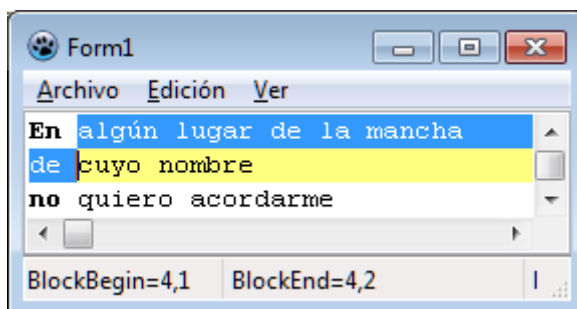 Form1
Archivo Edición Ver
En algún lugar de la mancha
de cuyo nombre
no quiero acordarme
BlockBegin=4,1 BlockEnd=4,2 I